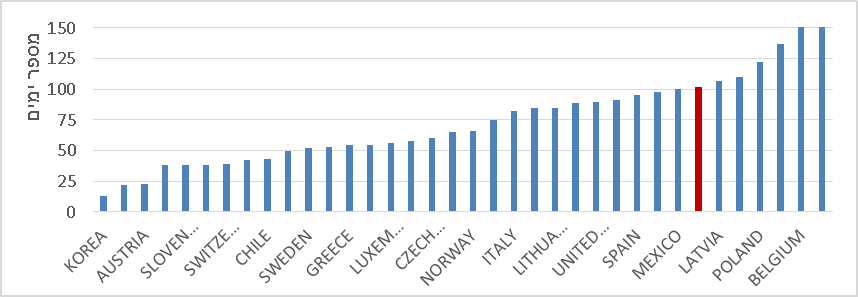 מספר ימים
150
125
100
75
50
25
0
KOREA
AUSTRIA
SLOVEN...
SWITZE...
CHILE
SWEDEN
GREECE
LUXEM...
CZECH...
NORWAY
ITALY
LITHUA...
UNITED...
SPAIN
MEXICO
LATVIA
POLAND
BELGIUM